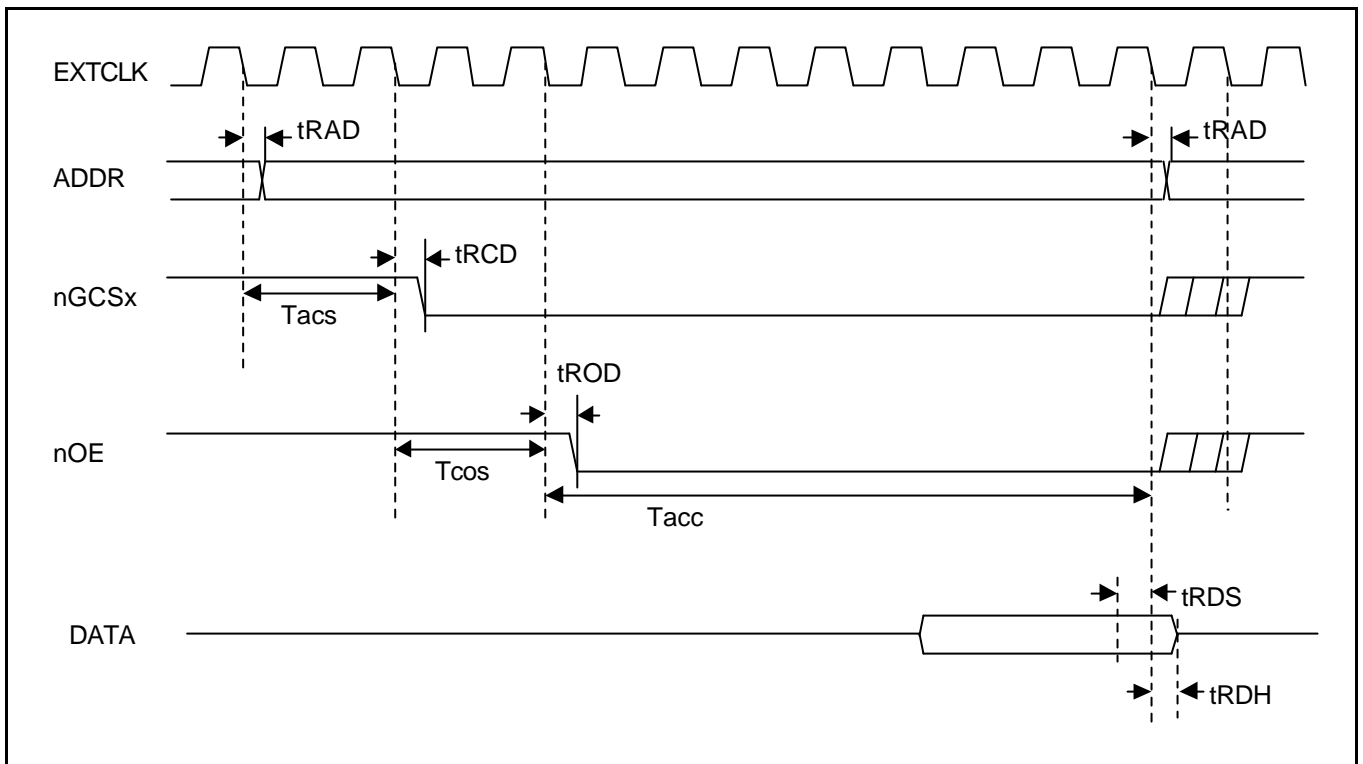 EXTCLK
tRAD
tRAD
ADDR
tRCD
nGCSx
Tacs
tROD
nOE
Tcos
Tacc
tRDS
DATA
tRDH